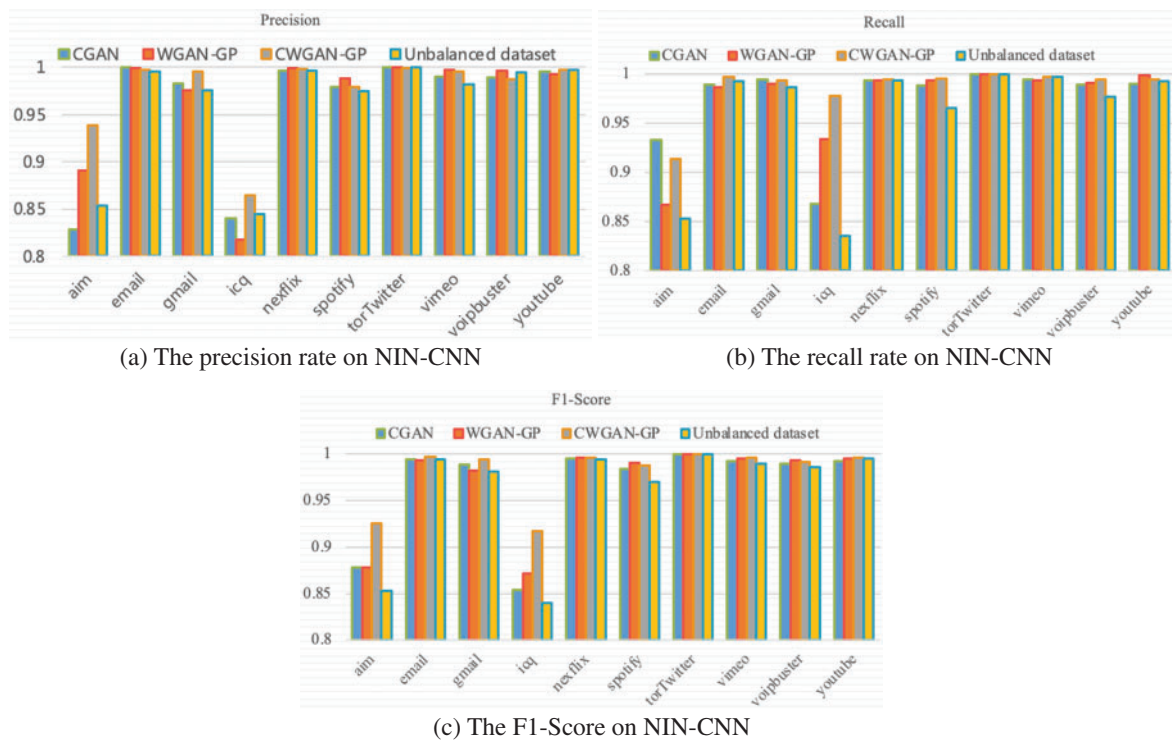 Precision
CGAN WGAN-GP CWGAN-GP Unbalanced dataset
1
0.95
0.9
0.85
0.8
aim email gmail icq nexflix spotify torTwitter vimeo voipbuster youtube
(a) The precision rate on NIN-CNN
Recall
CGAN WGAN-GP CWGAN-GP Unbalanced dataset
1
0.95
0.9
0.85
0.8
aim email gmail icq nexflix spotify torTwitter vimeo voipbuster youtube
(b) The recall rate on NIN-CNN
F1-Score
CGAN WGAN-GP CWGAN-GP Unbalanced dataset
1
0.95
0.9
0.85
0.8
aim email gmail icq nexflix spotify torTwitter vimeo voipbuster youtube
(c) The F1-Score on NIN-CNN